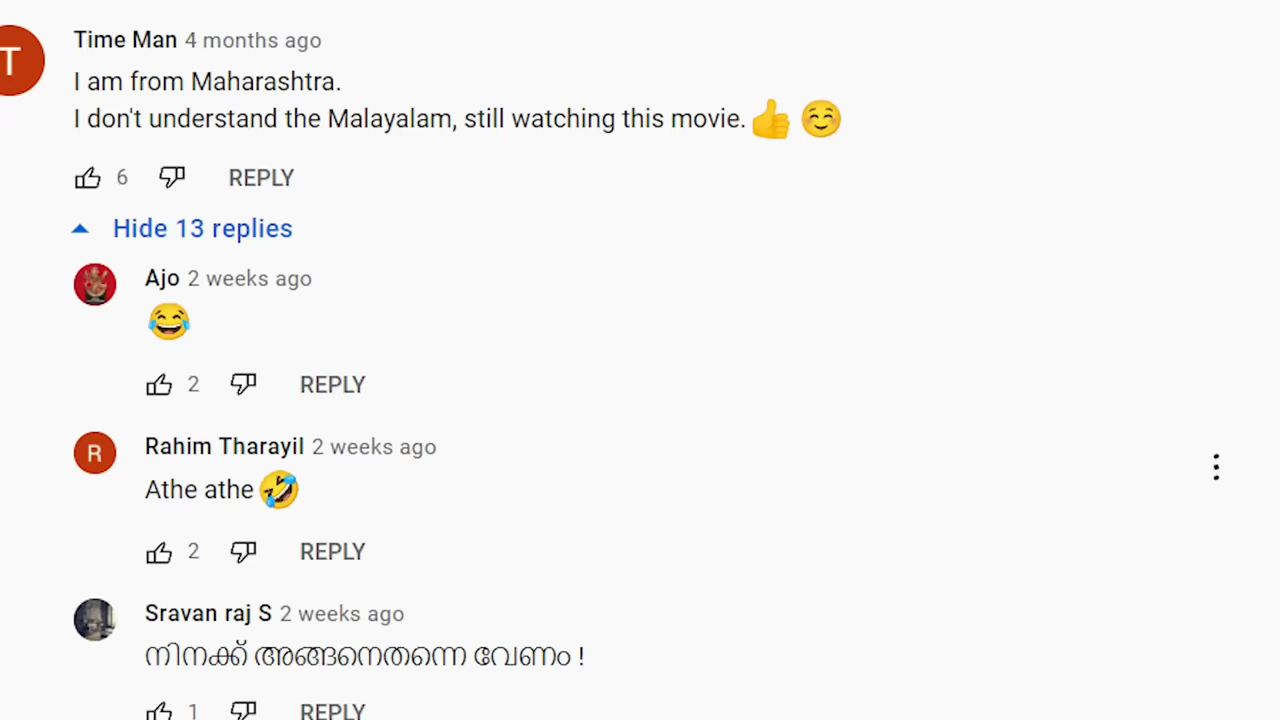 T
Time Man 4 months ago
I am from Maharashtra.
I don't understand the Malayalam, still watching this movie.👍 ☺️
6 REPLY
Hide 13 replies
Ajo 2 weeks ago
😂
2 REPLY
R
Rahim Tharayil 2 weeks ago
Athe athe🤣
2 REPLY
Sravan raj S 2 weeks ago
നിനക്ക് അങ്ങനെതന്നെ വേണം !
1 REPLY